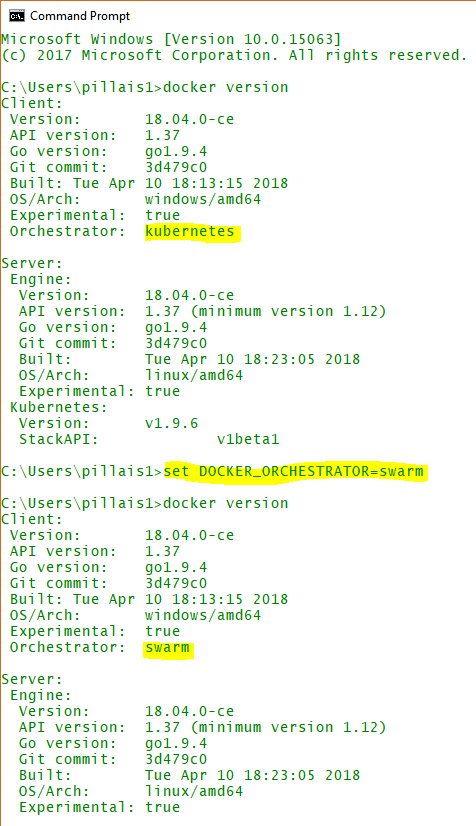 Command Prompt
Microsoft Windows [Version 10.0.15063]
(c) 2017 Microsoft Corporation. All rights reserved.
C:\Users\pillais1>docker version
Client:
 Version:       18.04.0-ce
 API version:   1.37
 Go version:    go1.9.4
 Git commit:    3d479c0
 Built: Tue Apr 10 18:13:15 2018
 OS/Arch:       windows/amd64
 Experimental:  true
 Orchestrator:  kubernetes
Server:
 Engine:
  Version:      18.04.0-ce
  API version:  1.37 (minimum version 1.12)
  Go version:   go1.9.4
  Git commit:   3d479c0
  Built:        Tue Apr 10 18:23:05 2018
  OS/Arch:      linux/amd64
  Experimental: true
 Kubernetes:
  Version:      v1.9.6
  StackAPI:             v1beta1
C:\Users\pillais1>set DOCKER_ORCHESTRATOR=swarm
C:\Users\pillais1>docker version
Client:
 Version:       18.04.0-ce
 API version:   1.37
 Go version:    go1.9.4
 Git commit:    3d479c0
 Built: Tue Apr 10 18:13:15 2018
 OS/Arch:       windows/amd64
 Experimental:  true
 Orchestrator:  swarm
Server:
 Engine:
  Version:      18.04.0-ce
  API version:  1.37 (minimum version 1.12)
  Go version:   go1.9.4
  Git commit:   3d479c0
  Built:        Tue Apr 10 18:23:05 2018
  OS/Arch:      linux/amd64
  Experimental: true